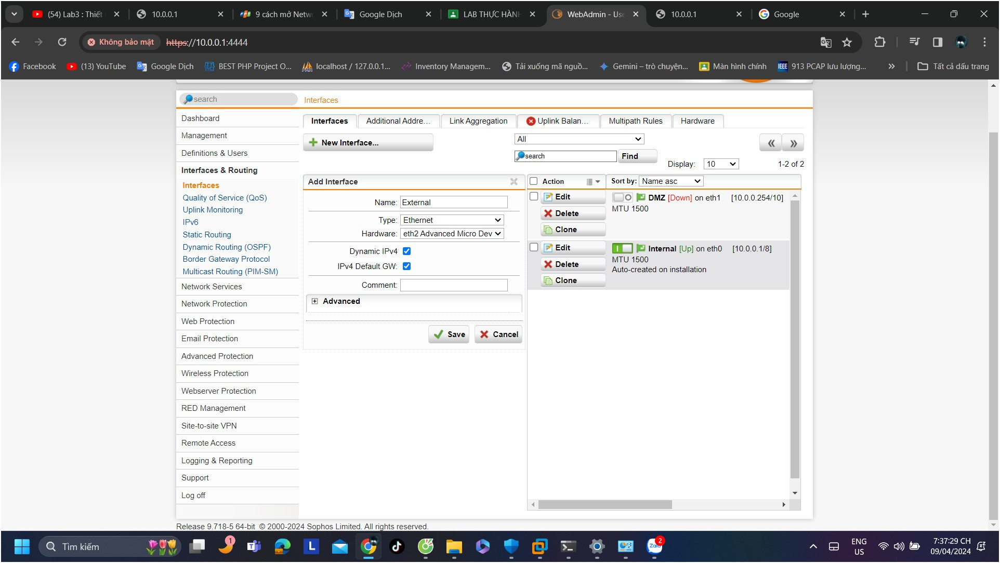 (54) Lab3 : Thiết
10.0.0.1
9 cách mở Netw
Google Dịch
LAB THỰC HÀNH
WebAdmin - Use
10.0.0.1
Google
Không bảo mật
https://10.0.0.1:4444
Facebook
(13) YouTube
Google Dịch
BEST PHP Project O...
localhost / 127.0.0.1...
Inventory Managem...
Tải xuống mã nguồ...
Gemini – trò chuyện...
Màn hình chính
IEEE
913 PCAP lưu lượng...
»
Tất cả dấu trang
search
Interfaces
Dashboard
Management
Definitions & Users
Interfaces & Routing
Interfaces
Quality of Service (QoS)
Uplink Monitoring
IPv6
Static Routing
Dynamic Routing (OSPF)
Border Gateway Protocol
Multicast Routing (PIM-SM)
Network Services
Network Protection
Web Protection
Email Protection
Advanced Protection
Wireless Protection
Webserver Protection
RED Management
Site-to-site VPN
Remote Access
Logging & Reporting
Support
Log off
Interfaces
Additional Addre...
Link Aggregation
Uplink Balan...
Multipath Rules
Hardware
New Interface...
All
search
Find
« »
Display: 10
1-2 of 2
Add Interface
Name: External
Type: Ethernet
Hardware: eth2 Advanced Micro Dev
Dynamic IPv4
IPv4 Default GW:
Comment:
Advanced
Save
Cancel
Action
Sort by: Name asc
Edit
Delete
Clone
DMZ [Down] on eth1 [10.0.0.254/10]
MTU 1500
Edit
Delete
Clone
Internal [Up] on eth0 [10.0.0.1/8]
MTU 1500
Auto-created on installation
Release 9.718-5 64-bit © 2000-2024 Sophos Limited. All rights reserved.
Tìm kiếm
1
L
Zalo
2
ENG
US
7:37:29 CH
09/04/2024